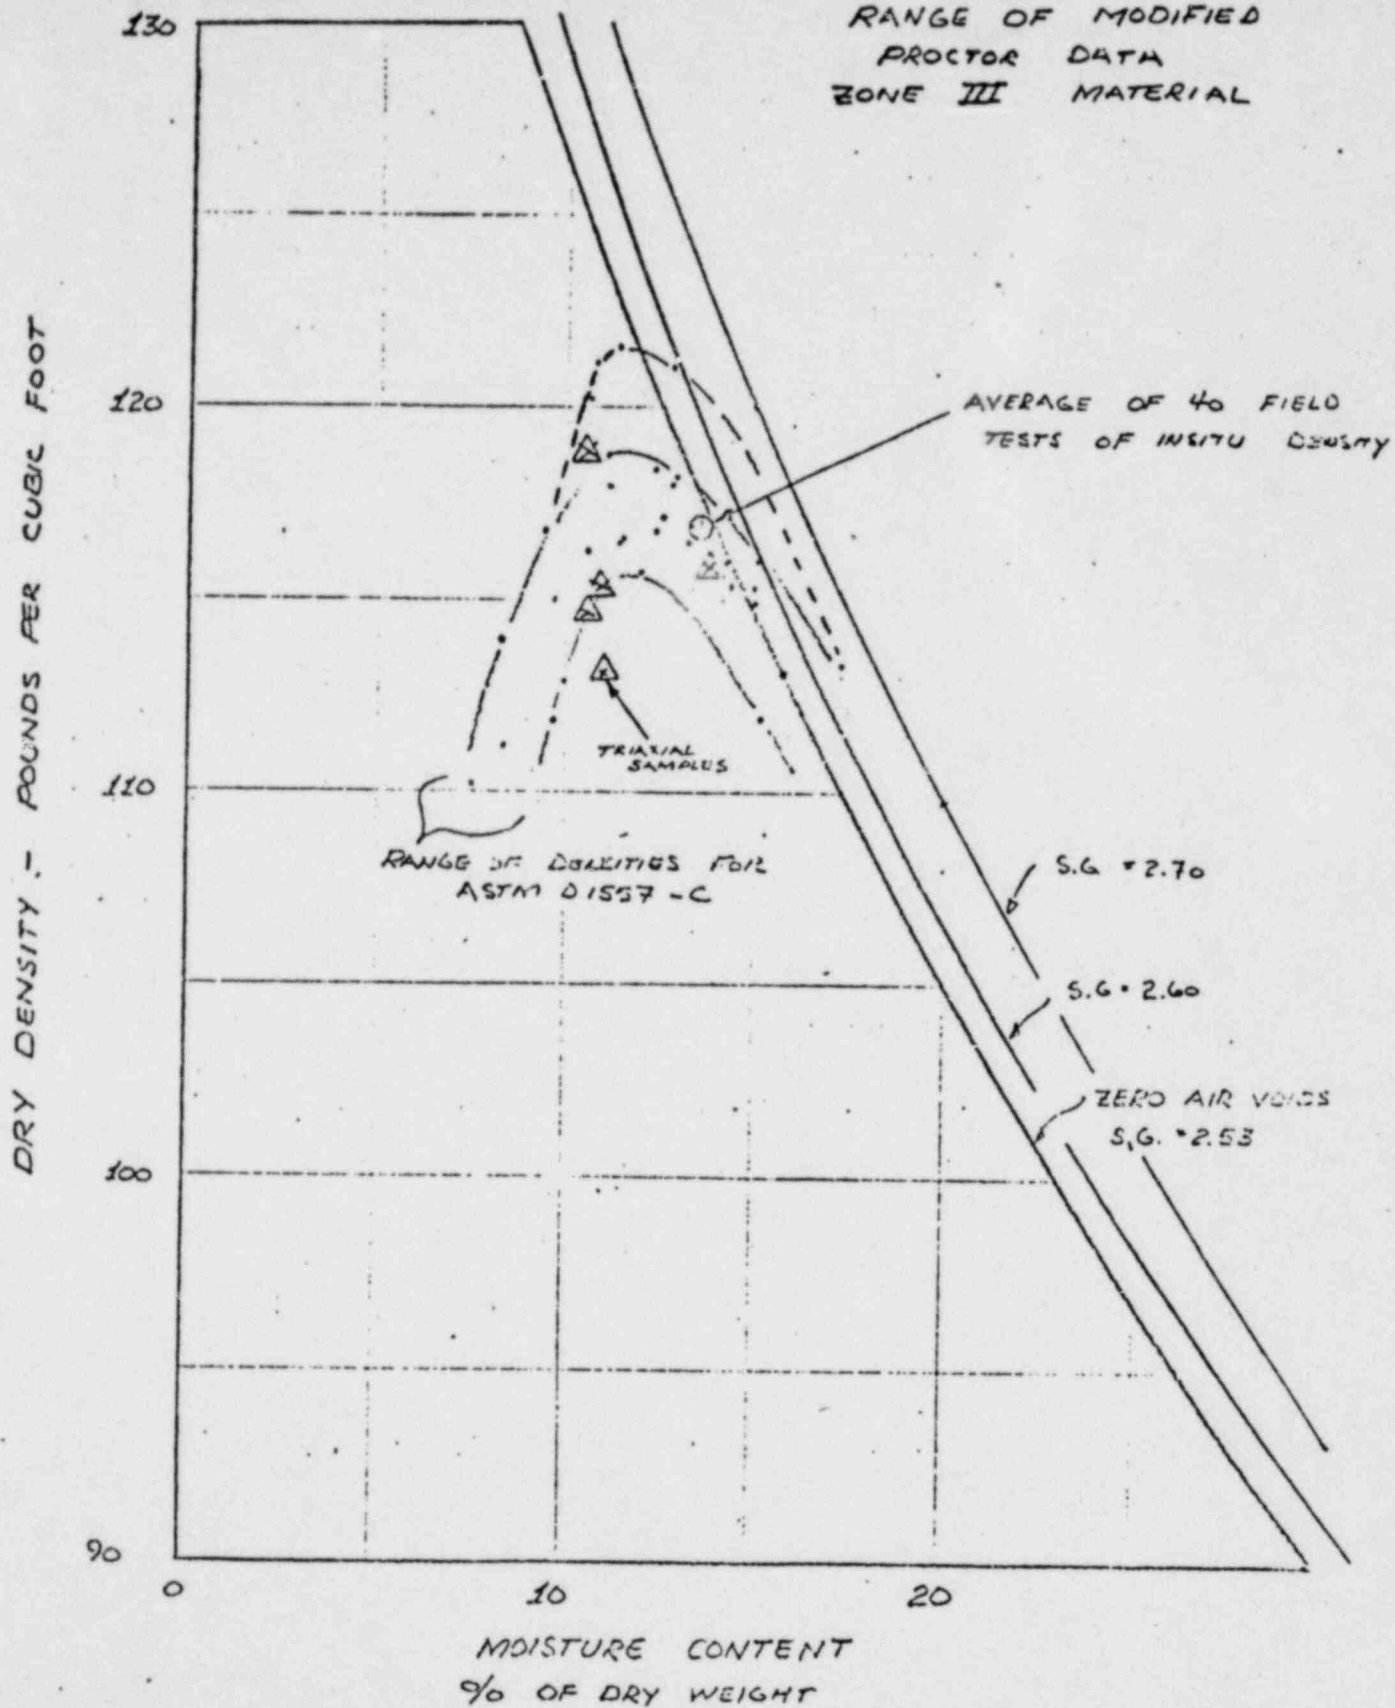 RANGE OF MODIFIED
PROCTOR DATA
ZONE III MATERIAL
130
120
110
100
90
DRY DENSITY - POUNDS PER CUBIC FOOT
AVERAGE OF 40 FIELD
TESTS OF INSITU DENSITY
TRIAXIAL
SAMPLES
RANGE OF DENSITIES FOR
ASTM D1557-C
S.G = 2.70
S.G = 2.60
ZERO AIR VOIDS
S.G. = 2.53
0
10
20
MOISTURE CONTENT
% OF DRY WEIGHT